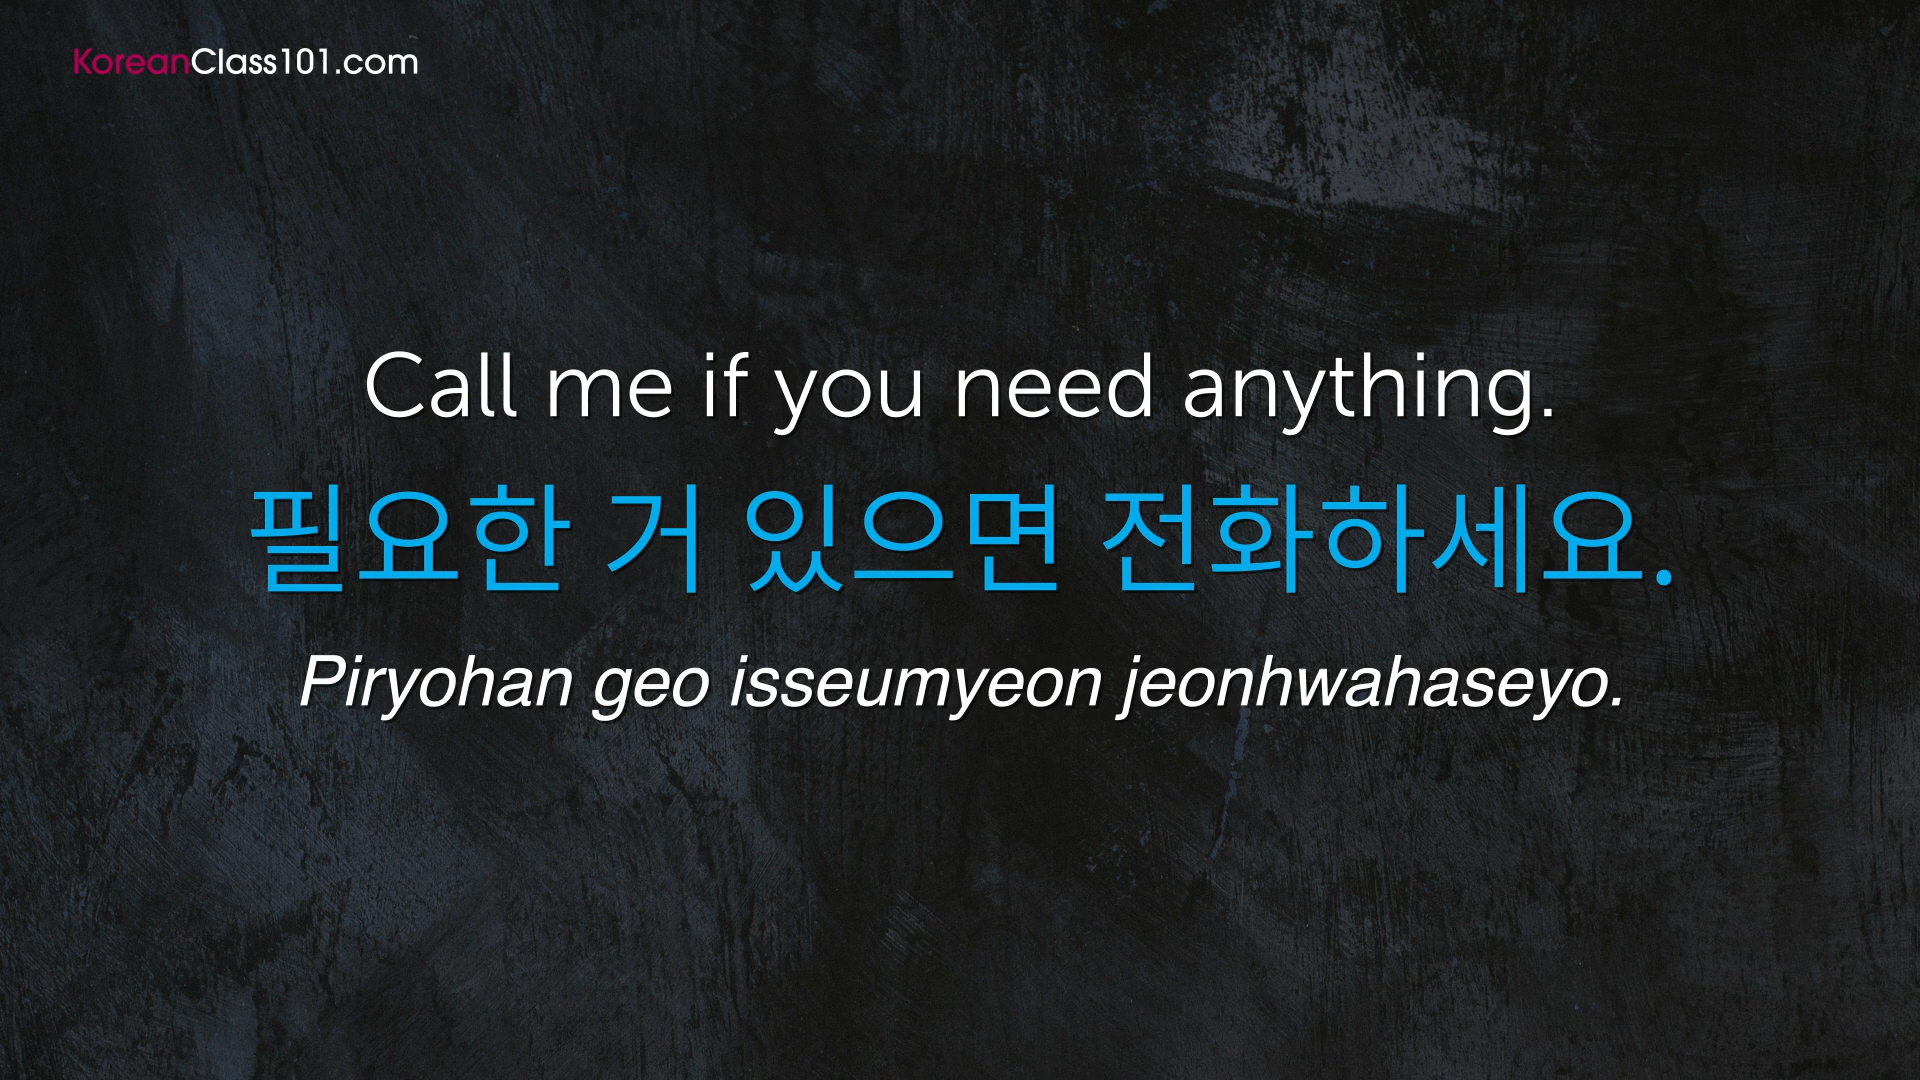 KoreanClass101.com
Call me if you need anything.
필요한 거 있으면 전화하세요.
Piryohan geo isseumyeon jeonhwahaseyo.